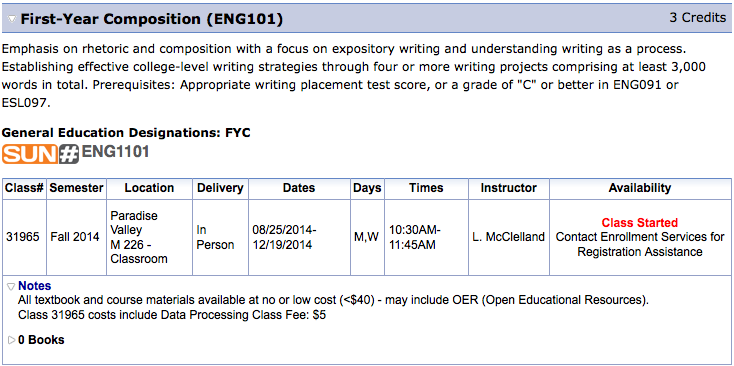 First-Year Composition (ENG101)
3 Credits
Emphasis on rhetoric and composition with a focus on expository writing and understanding writing as a process.
Establishing effective college-level writing strategies through four or more writing projects comprising at least 3,000
words in total. Prerequisites: Appropriate writing placement test score, or a grade of "C" or better in ENG091 or
ESL097.
General Education Designations: FYC
SUN# ENG1101
Class# Semester Location Delivery Dates Days Times Instructor Availability
31965
Fall 2014
Paradise
Valley
M 226 -
Classroom
In
Person
08/25/2014-
12/19/2014
M,W
10:30AM-
11:45AM
L. McClelland
Class Started
Contact Enrollment Services for
Registration Assistance
Notes
All textbook and course materials available at no or low cost (<$40) - may include OER (Open Educational Resources).
Class 31965 costs include Data Processing Class Fee: $5
0 Books